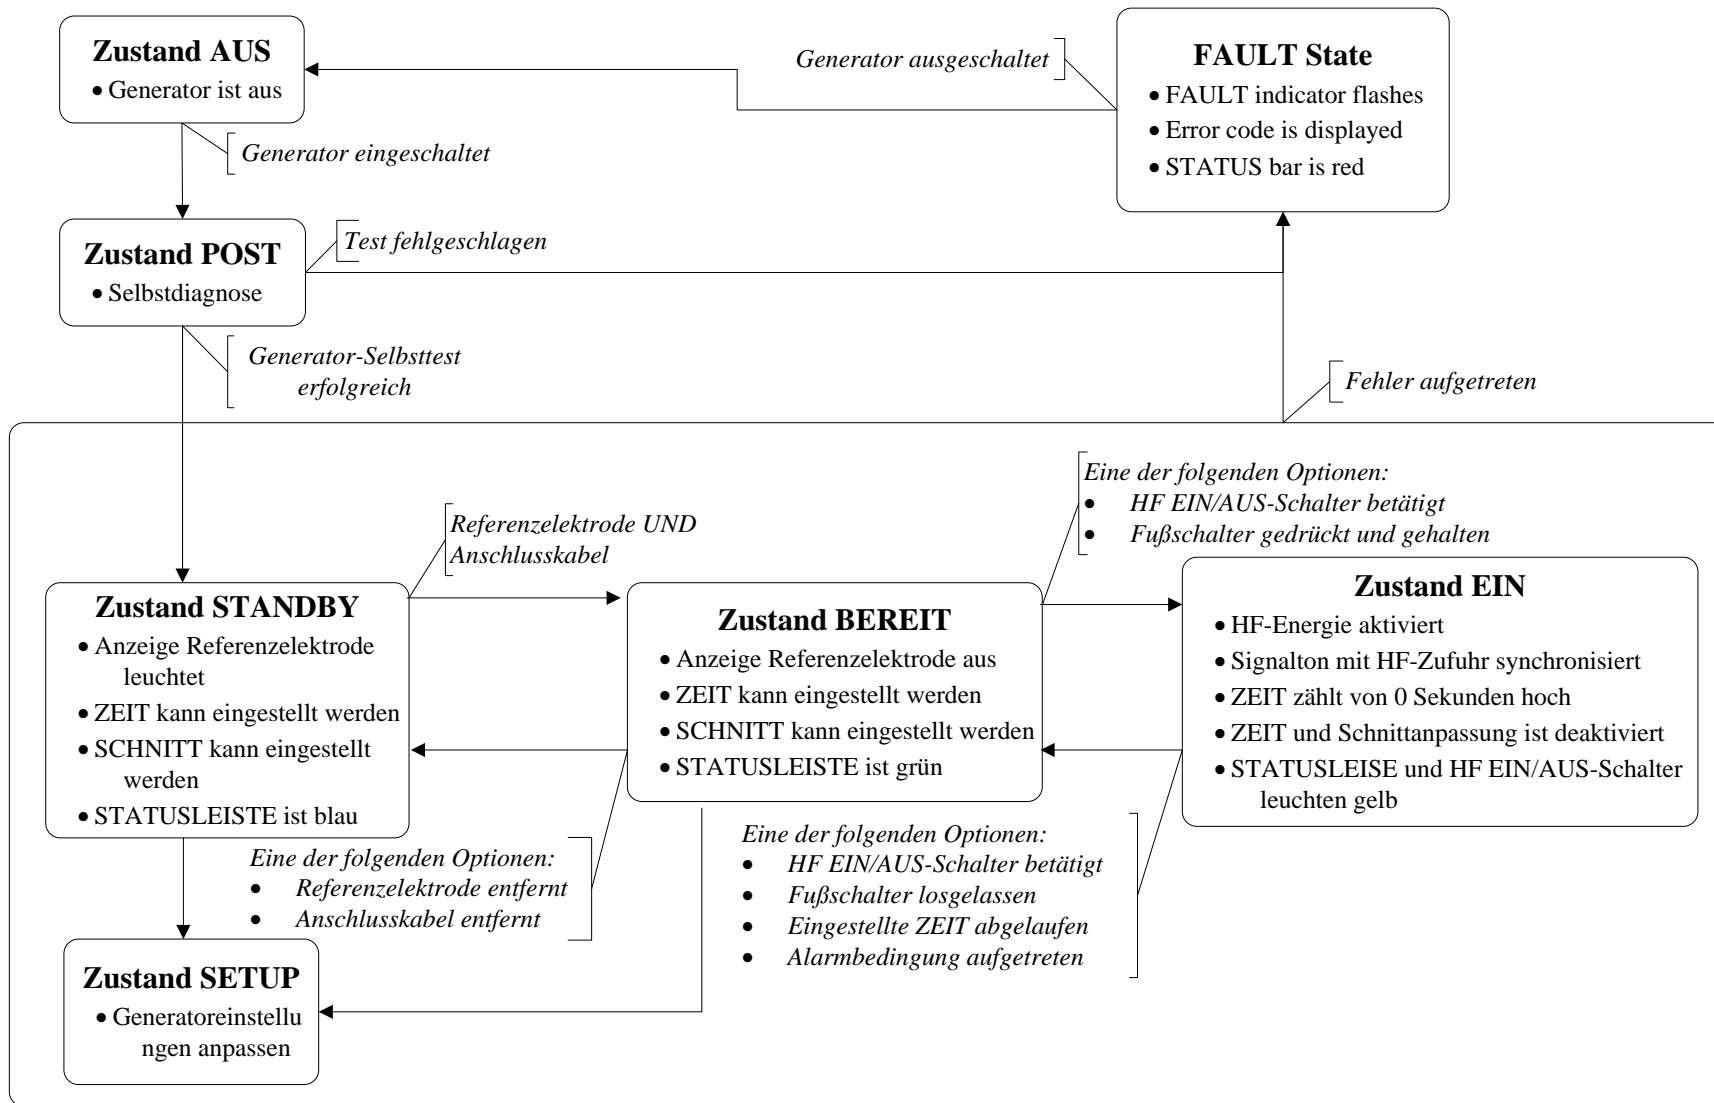 Zustand AUS
• Generator ist aus
Generator ausgeschaltet
FAULT State
• FAULT indicator flashes
• Error code is displayed
• STATUS bar is red
Generator eingeschaltet
Zustand POST
• Selbstdiagnose
Test fehlgeschlagen
Generator-Selbsttest
erfolgreich
Fehler aufgetreten
Referenzelektrode UND
Anschlusskabel
Eine der folgenden Optionen:
• HF EIN/AUS-Schalter betätigt
• Fußschalter gedrückt und gehalten
Zustand STANDBY
• Anzeige Referenzelektrode
leuchtet
• ZEIT kann eingestellt werden
• SCHNITT kann eingestellt
werden
• STATUSLEISTE ist blau
Zustand BEREIT
• Anzeige Referenzelektrode aus
• ZEIT kann eingestellt werden
• SCHNITT kann eingestellt werden
• STATUSLEISTE ist grün
Zustand EIN
• HF-Energie aktiviert
• Signalton mit HF-Zufuhr synchronisiert
• ZEIT zählt von 0 Sekunden hoch
• ZEIT und Schnittanpassung ist deaktiviert
• STATUSLEISE und HF EIN/AUS-Schalter
leuchten gelb
Eine der folgenden Optionen:
• Referenzelektrode entfernt
• Anschlusskabel entfernt
Eine der folgenden Optionen:
• HF EIN/AUS-Schalter betätigt
• Fußschalter losgelassen
• Eingestellte ZEIT abgelaufen
• Alarmbedingung aufgetreten
Zustand SETUP
• Generatoreinstellu
ngen anpassen